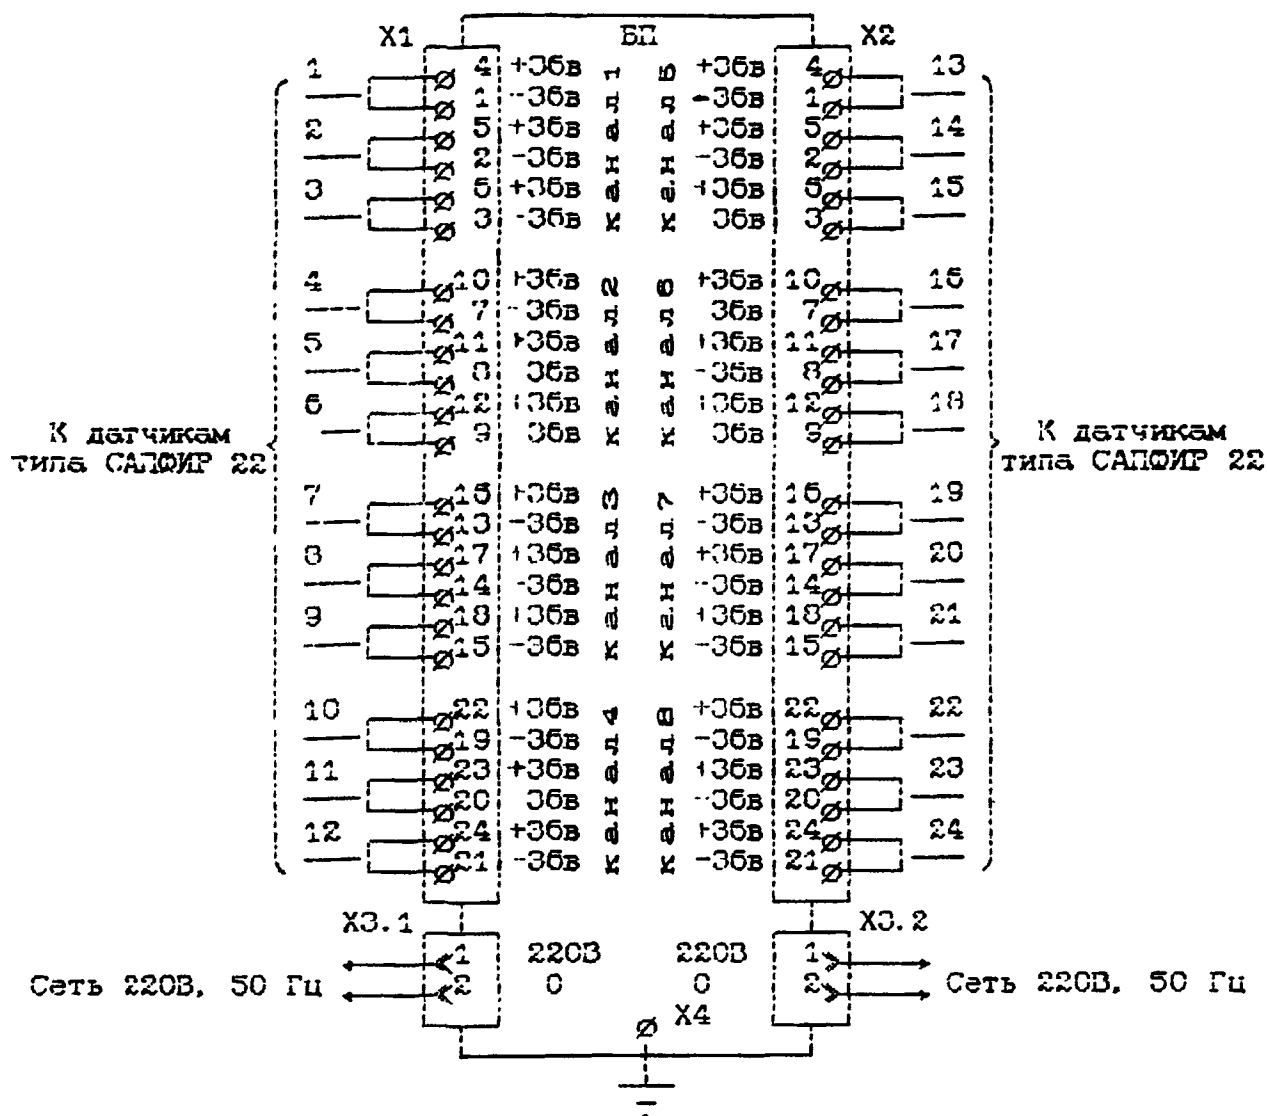 X1 БП X2
1 4 +36в +36в 4 13
1 -36в -36в 1
2 5 +36в +36в 5 14
2 -36в -36в 2
3 6 +36в +36в 6 15
3 -36в 36в 3
канал1 канал5
4 10 +36в +36в 10 16
7 -36в 36в 7
5 11 +36в +36в 11 17
8 36в -36в 8
6 12 +36в +36в 12 18
9 36в 36в 9
канал2 канал6
К датчикам
типа САПФИР 22
К датчикам
типа САПФИР 22
7 16 +36в +36в 16 19
13 -36в -36в 13
8 17 +36в +36в 17 20
14 -36в -36в 14
9 18 +36в +36в 18 21
15 -36в -36в 15
канал3 канал7
10 22 +36в +36в 22 22
19 -36в -36в 19
11 23 +36в +36в 23 23
20 36в -36в 20
12 24 +36в +36в 24 24
21 -36в -36в 21
канал4 канал8
X3.1 X3.2
1 220В 220В 1
2 0 0 2
Сеть 220В, 50 Гц
Сеть 220В, 50 Гц
X4